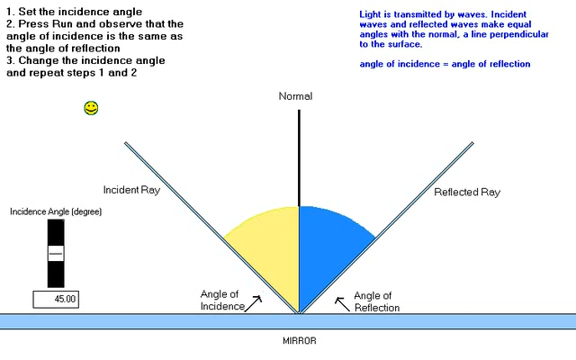 1. Set the incidence angle
2. Press Run and observe that the
angle of incidence is the same as
the angle of reflection
3. Change the incidence angle
and repeat steps 1 and 2
Light is transmitted by waves. Incident
waves and reflected waves make equal
angles with the normal, a line perpendicular
to the surface.
angle of incidence = angle of reflection
Normal
Incident Ray
Reflected Ray
Incidence Angle (degree)
45.00
Angle of
Incidence
Angle of
Reflection
MIRROR